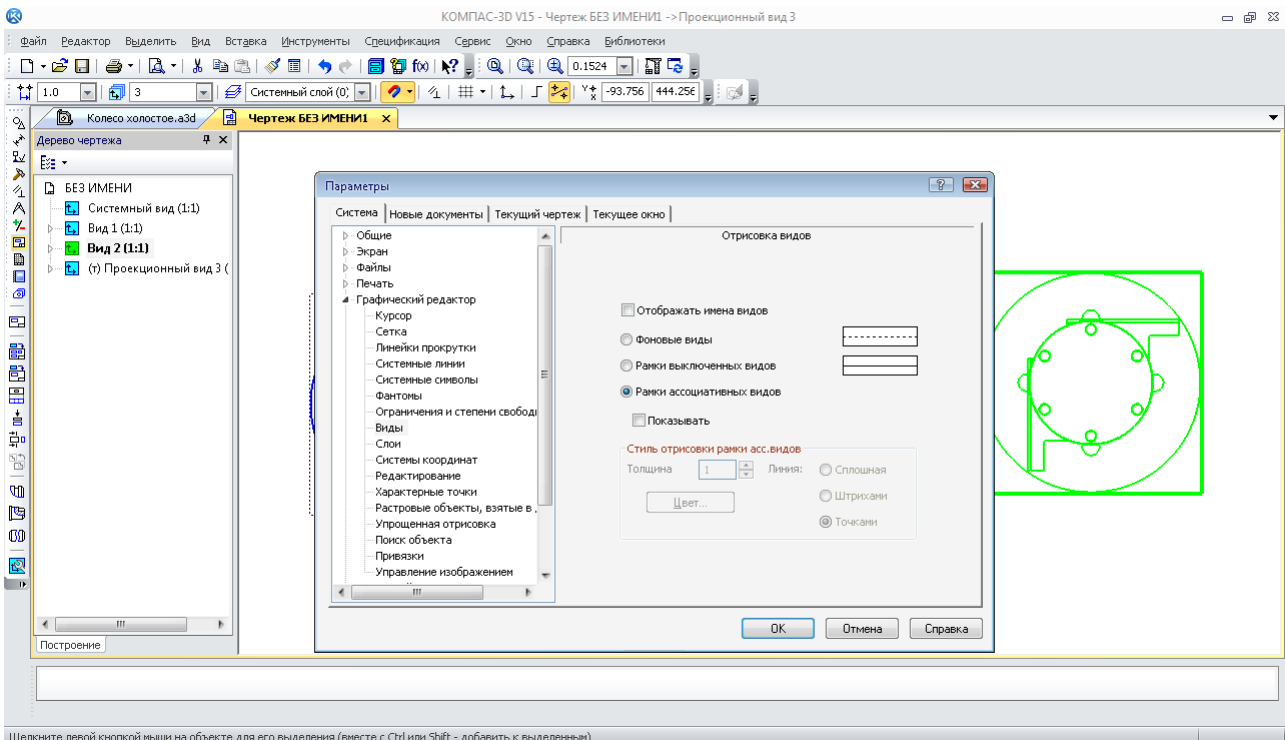 КОМПАС-3D V15 - Чертеж БЕЗ ИМЕНИ1 ->Проекционный вид 3
Файл Редактор Выделить Вид Вставка Инструменты Спецификация Сервис Окно Справка Библиотеки
f(x) 0.1524
1.0 3 Системный слой (0) -93.756 444.256
Колесо холостое.a3d Чертеж БЕЗ ИМЕНИ1
Дерево чертежа
БЕЗ ИМЕНИ
Системный вид (1:1)
Вид 1 (1:1)
Вид 2 (1:1)
(т) Проекционный вид 3 (
Построение
Параметры
Система Новые документы Текущий чертеж Текущее окно
Общие
Экран
Файлы
Печать
Графический редактор
Курсор
Сетка
Линейки прокрутки
Системные линии
Системные символы
Фантомы
Ограничения и степени свободы
Виды
Слои
Системы координат
Редактирование
Характерные точки
Растровые объекты, взятые в
Упрощенная отрисовка
Поиск объекта
Привязки
Управление изображением
Отрисовка видов
Отображать имена видов
Фоновые виды
Рамки выключенных видов
Рамки ассоциативных видов
Показывать
Стиль отрисовки рамки асс.видов
Толщина 1 Линия: Сплошная
Штрихами
Цвет...
Точками
OK Отмена Справка
Щелкните левой кнопкой мыши на объекте для его выделения (вместе с Ctrl или Shift - добавить к выделенным)